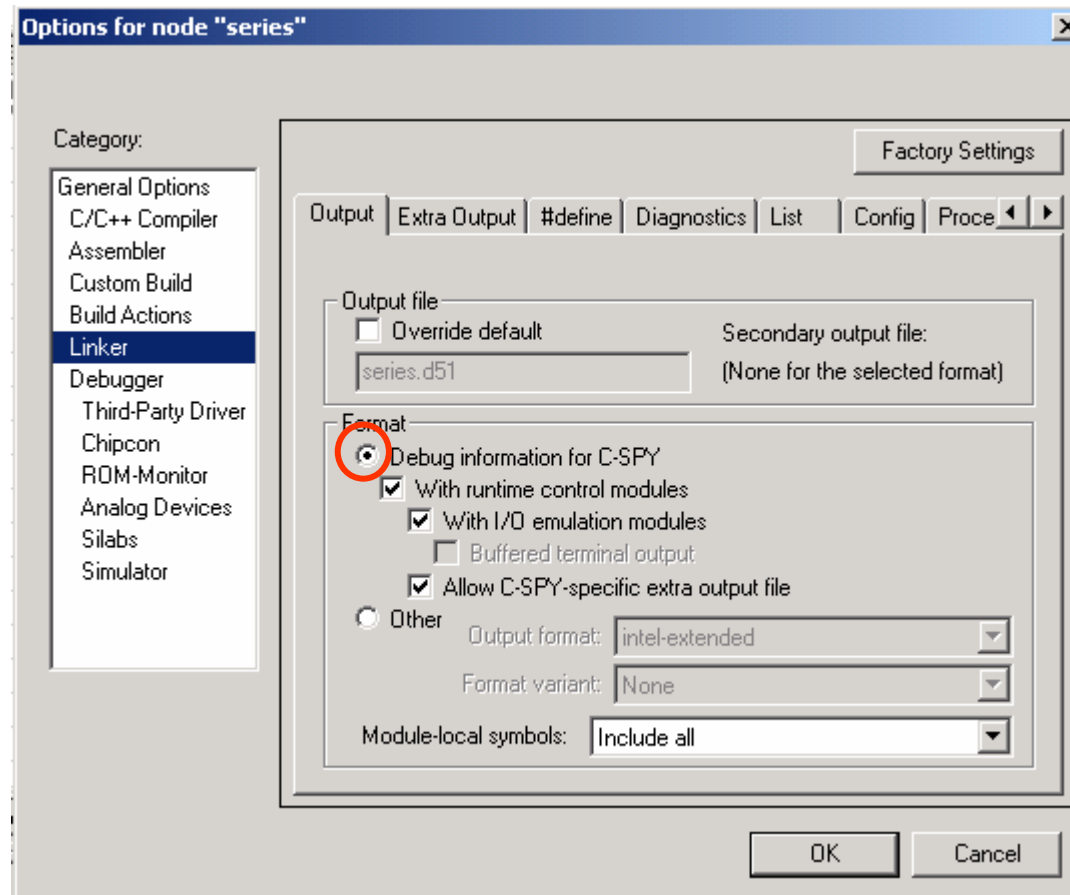 Options for node "series"
Category:
General Options
C/C++ Compiler
Assembler
Custom Build
Build Actions
Linker
Debugger
Third-Party Driver
Chipcon
ROM-Monitor
Analog Devices
Silabs
Simulator
Factory Settings
Output Extra Output #define Diagnostics List Config Proce
Output file
Override default
series.d51
Secondary output file:
(None for the selected format)
Format
Debug information for C-SPY
With runtime control modules
With I/O emulation modules
Buffered terminal output
Allow C-SPY-specific extra output file
Other
Output format: intel-extended
Format variant: None
Module-local symbols: Include all
OK Cancel